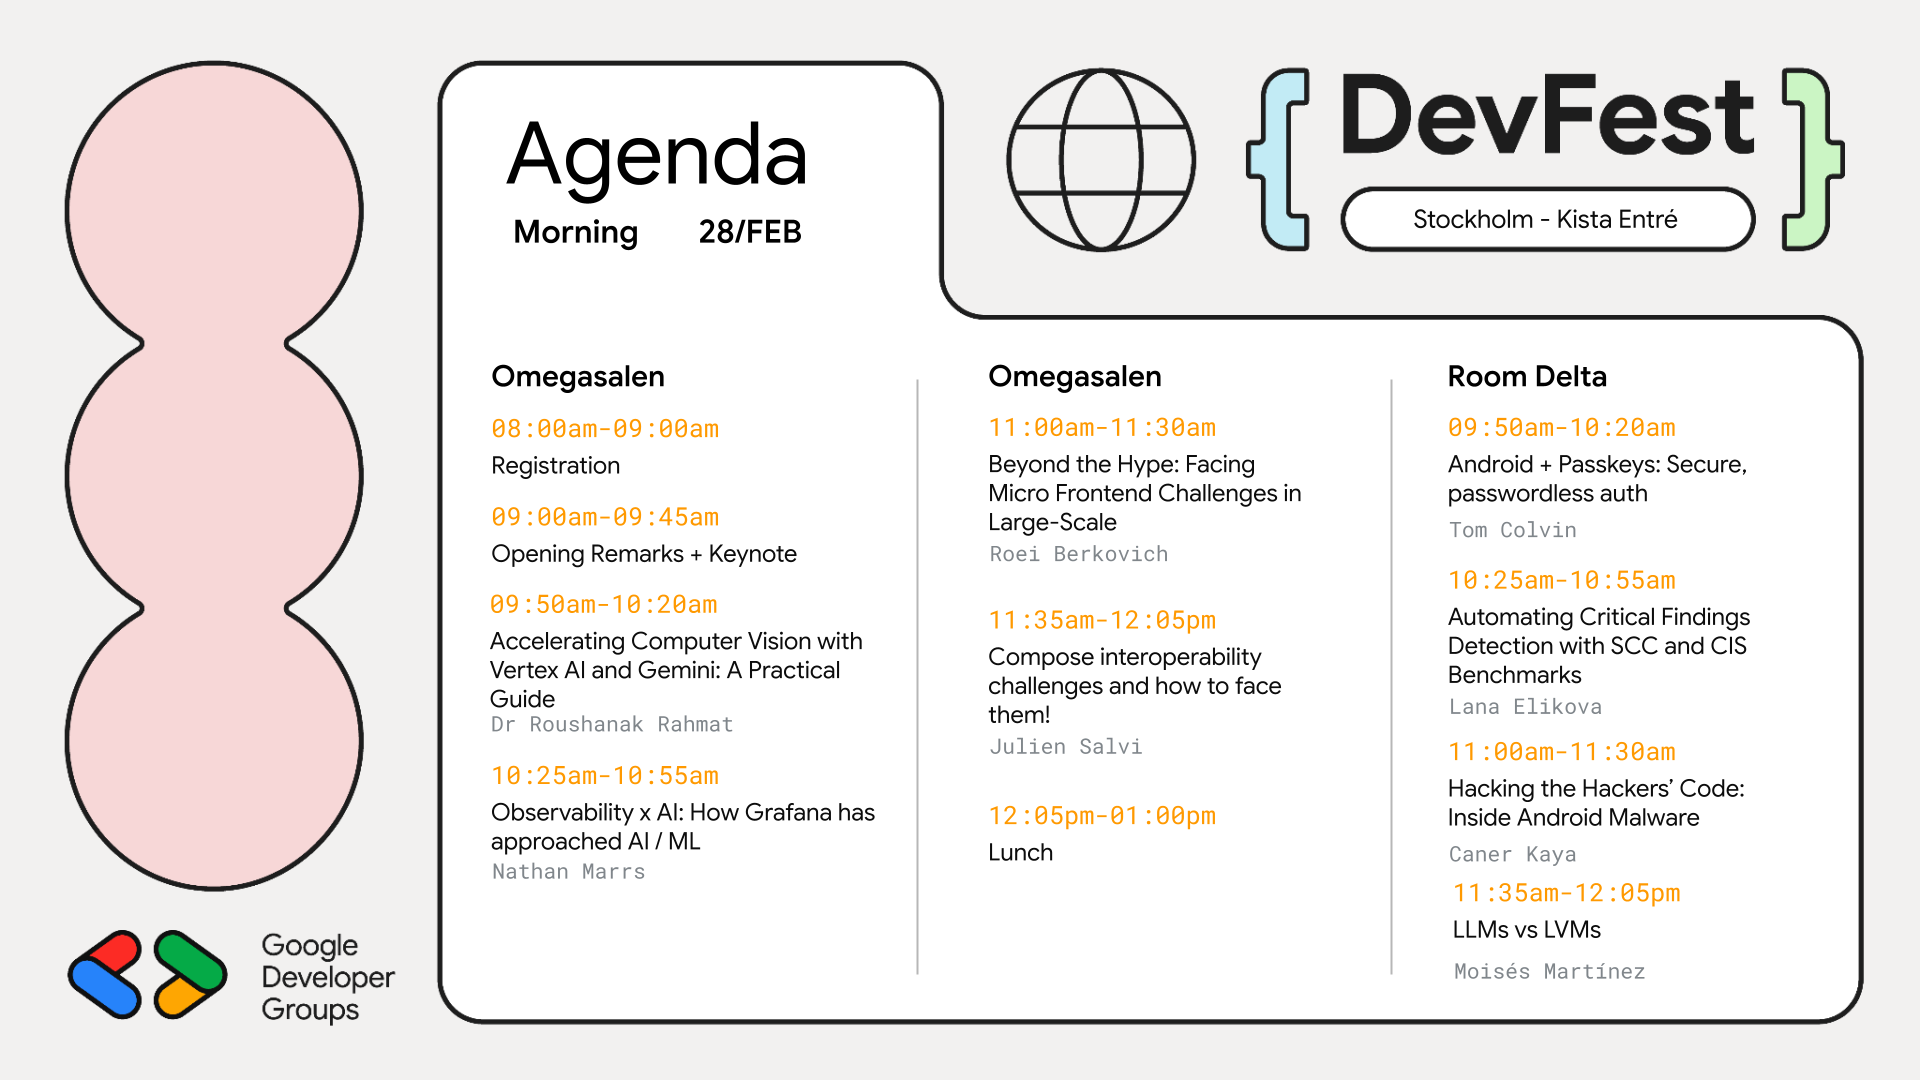 Agenda
Morning 28/FEB
DevFest
Stockholm - Kista Entré
Omegasalen
08:00am-09:00am
Registration
09:00am-09:45am
Opening Remarks + Keynote
09:50am-10:20am
Accelerating Computer Vision with
Vertex AI and Gemini: A Practical
Guide
Dr Roushanak Rahmat
10:25am-10:55am
Observability x AI: How Grafana has
approached AI / ML
Nathan Marrs
Omegasalen
11:00am-11:30am
Beyond the Hype: Facing
Micro Frontend Challenges in
Large-Scale
Roei Berkovich
11:35am-12:05pm
Compose interoperability
challenges and how to face
them!
Julien Salvi
12:05pm-01:00pm
Lunch
Room Delta
09:50am-10:20am
Android + Passkeys: Secure,
passwordless auth
Tom Colvin
10:25am-10:55am
Automating Critical Findings
Detection with SCC and CIS
Benchmarks
Lana Elikova
11:00am-11:30am
Hacking the Hackers’ Code:
Inside Android Malware
Caner Kaya
11:35am-12:05pm
LLMs vs LVMs
Moisés Martínez
Google
Developer
Groups